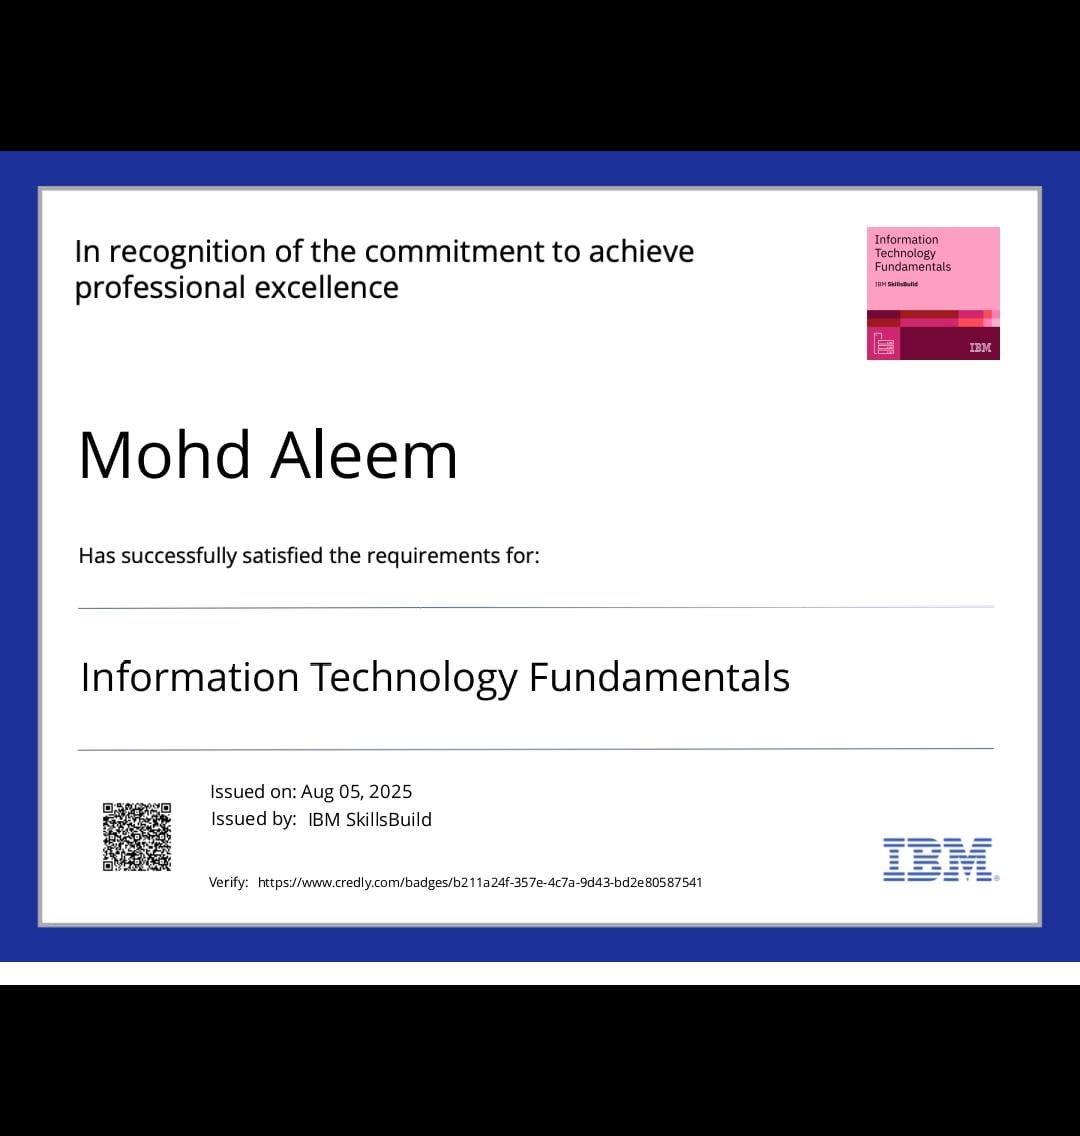 In recognition of the commitment to achieve
professional excellence
Information
Technology
Fundamentals
IBM SkillsBuild
IBM
Mohd Aleem
Has successfully satisfied the requirements for:
Information Technology Fundamentals
Issued on: Aug 05, 2025
Issued by: IBM SkillsBuild
Verify: https://www.credly.com/badges/b211a24f-357e-4c7a-9d43-bd2e80587541
IBM®